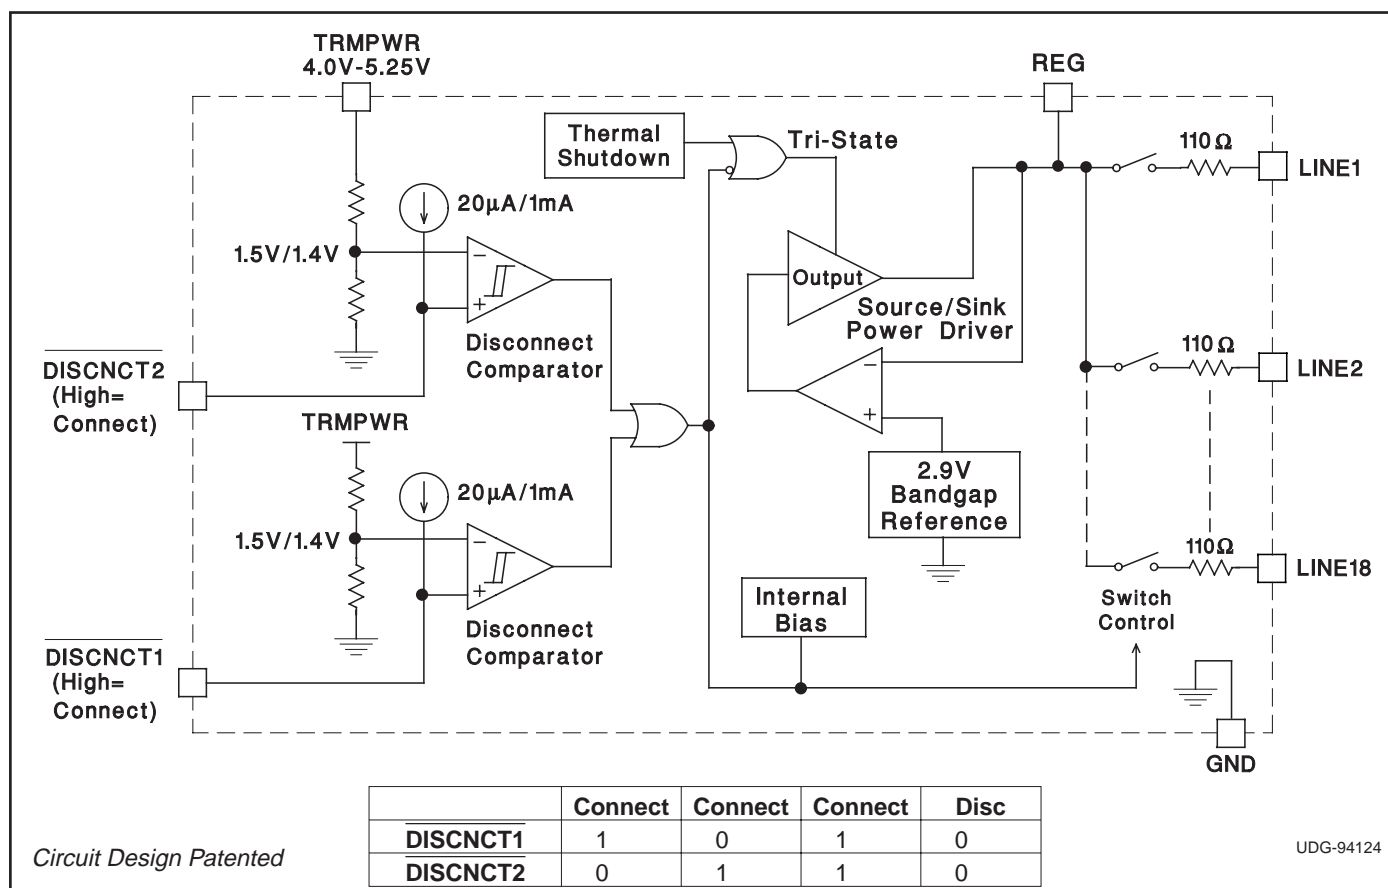 TRMPWR
4.0V-5.25V
REG
Thermal
Shutdown
Tri-State
110Ω
LINE1
20µA/1mA
1.5V/1.4V
−
+
Output
Source/Sink
Power Driver
Disconnect
Comparator
DISCNCT2
(High=
Connect)
110Ω
LINE2
−
+
TRMPWR
2.9V
Bandgap
Reference
20µA/1mA
1.5V/1.4V
−
+
110Ω
LINE18
Internal
Bias
Switch
Control
Disconnect
Comparator
DISCNCT1
(High=
Connect)
GND
Connect Connect Connect Disc
DISCNCT1 1 0 1 0
DISCNCT2 0 1 1 0
Circuit Design Patented
UDG-94124